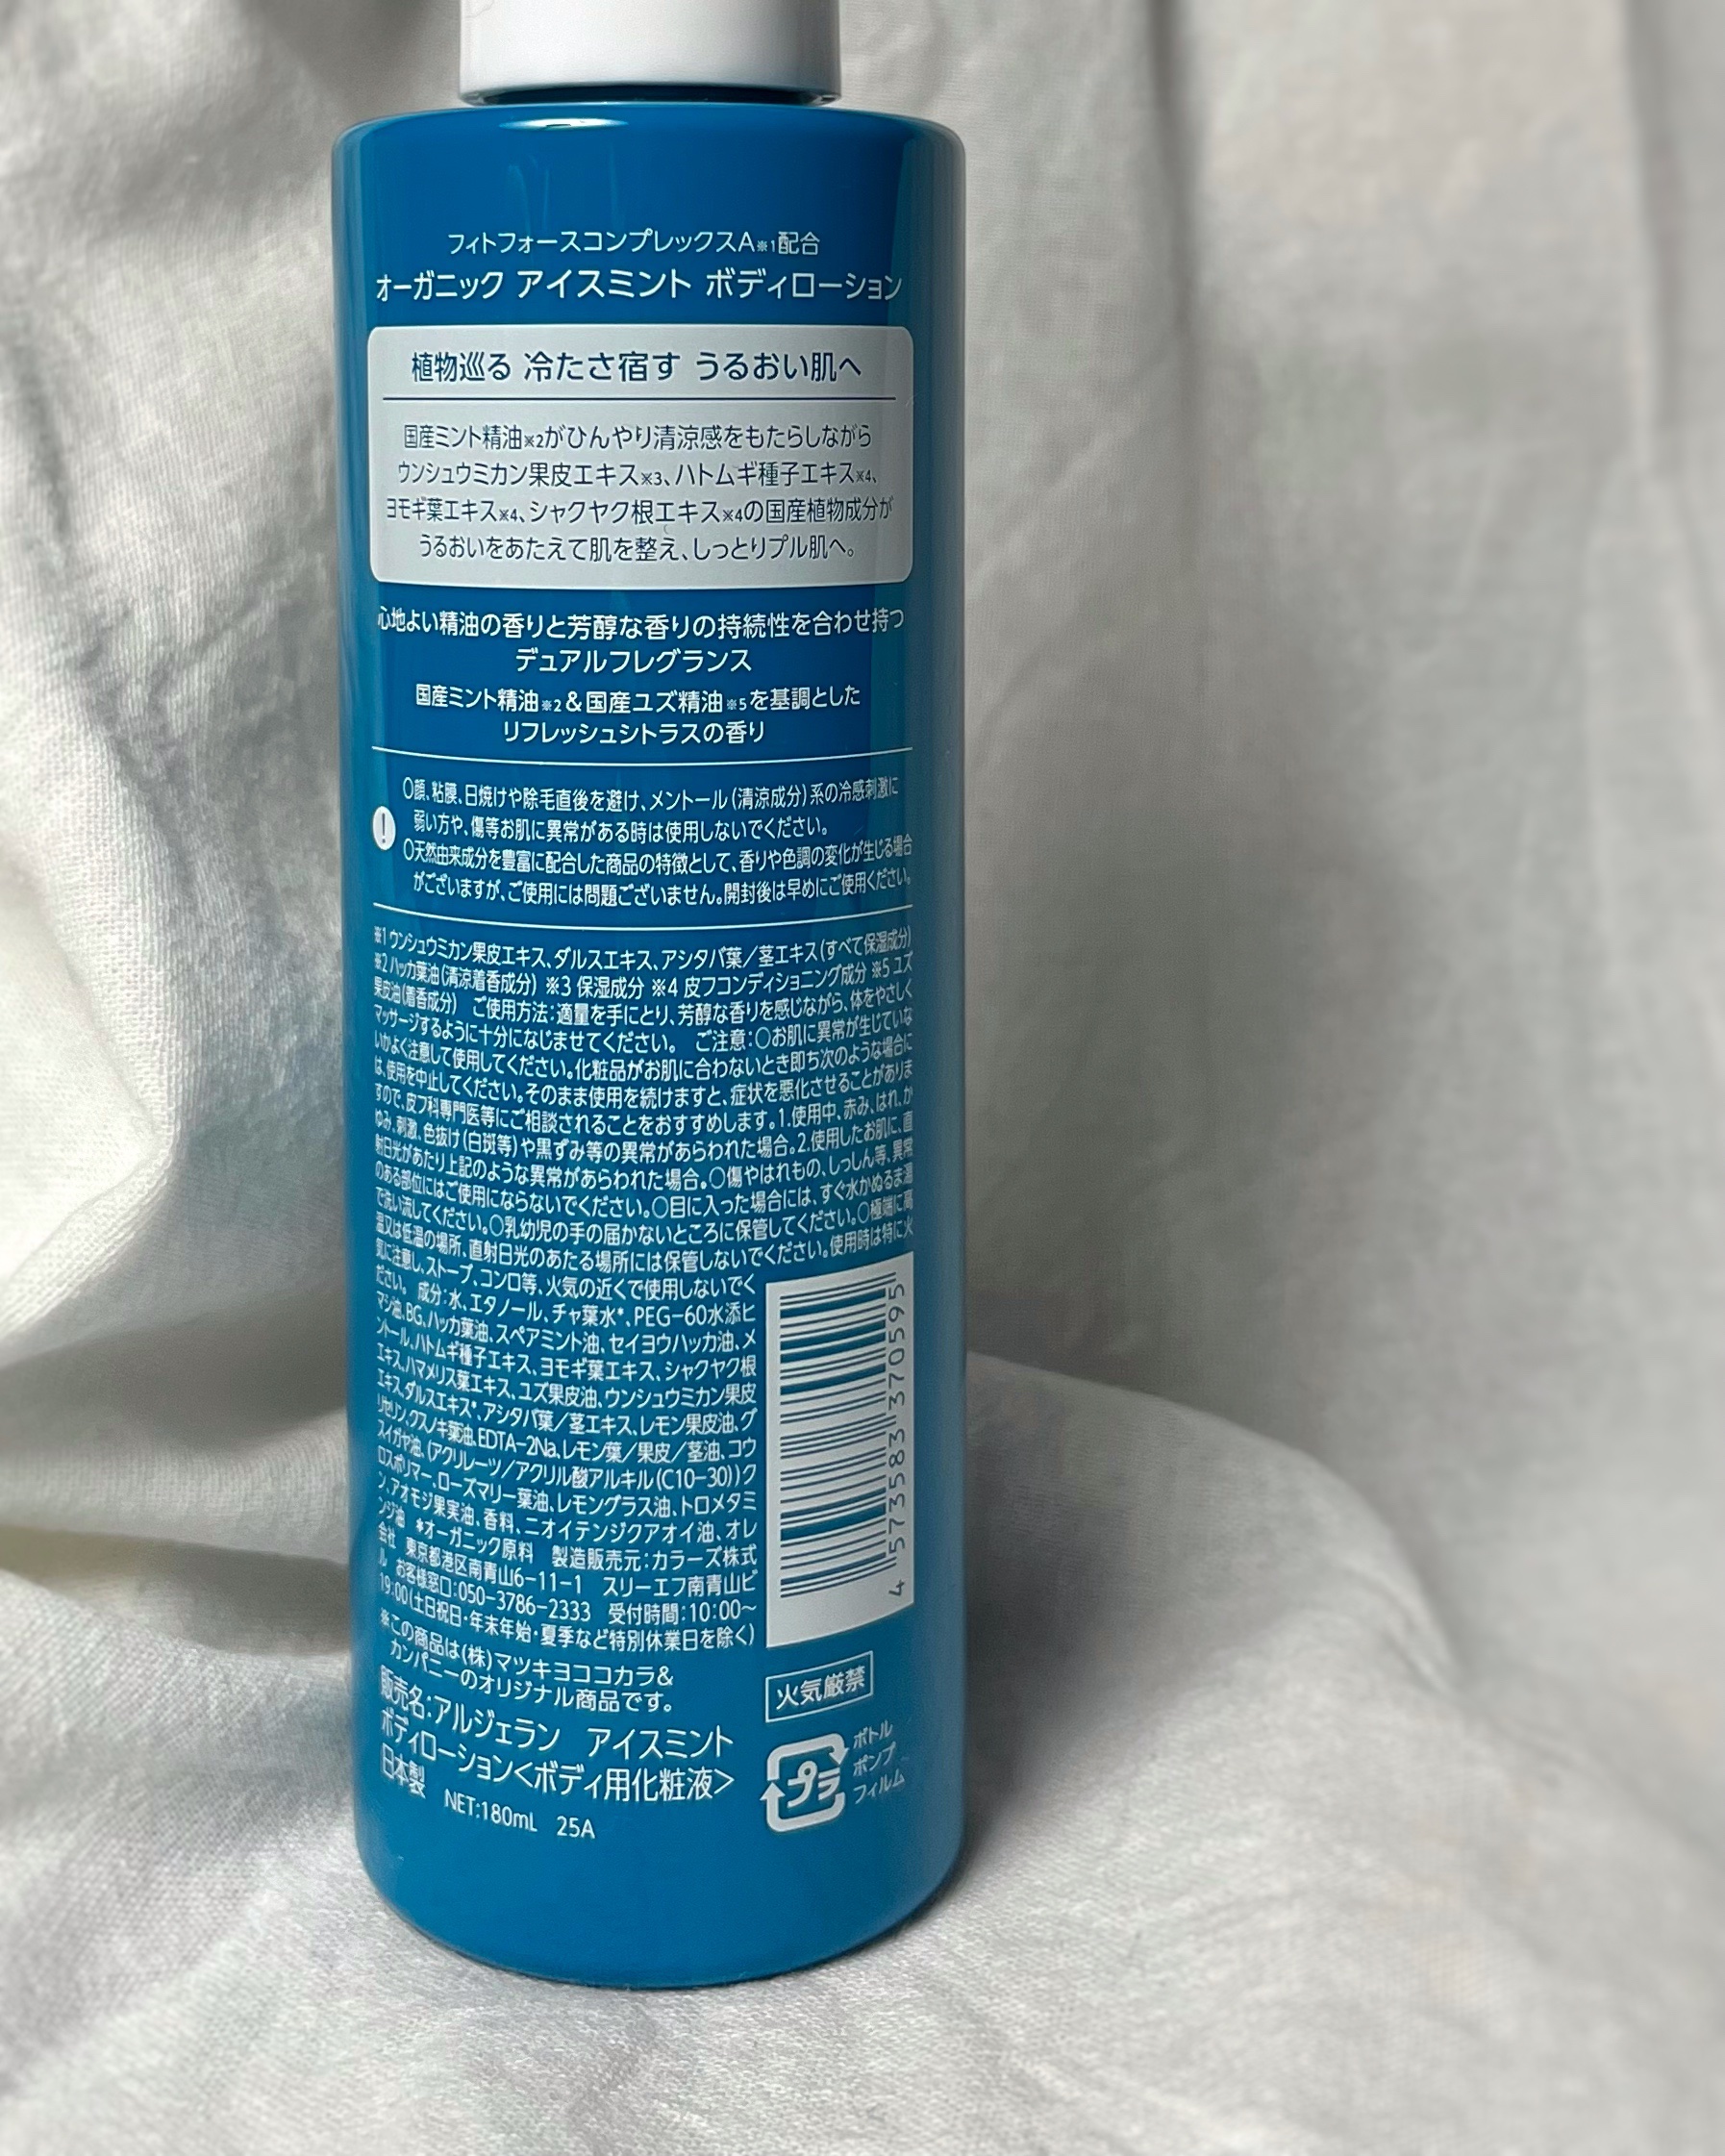 フィトフォースコンプレックスA※1配合
オーガニック アイスミント ボディローション
植物巡る 冷たさ宿す うるおい肌へ
国産ミント精油※2がひんやり清涼感をもたらしながら
ウンシュウミカン果皮エキス※3、ハトムギ種子エキス※4、
ヨモギ葉エキス※4、シャクヤク根エキス※4の国産植物成分が
うるおいをあたえて肌を整え、しっとりプル肌へ。
心地よい精油の香りと芳醇な香りの持続性を合わせ持つ
デュアルフレグランス
国産ミント精油※2&国産ユズ精油※5を基調とした
リフレッシュシトラスの香り
!
○顔、粘膜、日焼けや除毛直後を避け、メントール(清涼成分)系の冷感刺激に
弱い方や、傷等お肌に異常がある時は使用しないでください。
○天然由来成分を豊富に配合した商品の特徴として、香りや色調の変化が生じる場合
がございますが、ご使用には問題ございません。開封後は早めにご使用ください。
※1 ウンシュウミカン果皮エキス、ダルスエキス、アシタバ葉/茎エキス(すべて保湿成分)
※2 ハッカ葉油(清涼着香成分) ※3 保湿成分 ※4 皮フコンディショニング成分 ※5 ユズ
果皮油(着香成分) ご使用方法:適量を手にとり、芳醇な香りを感じながら、体をやさしく
マッサージするように十分になじませてください。 ご注意:○お肌に異常が生じていな
いかよく注意して使用してください。化粧品がお肌に合わないとき即ち次のような場合に
は、使用を中止してください。そのまま使用を続けますと、症状を悪化させることがありま
すので、皮フ科専門医等にご相談されることをおすすめします。1.使用中、赤み、はれ、か
ゆみ、刺激、色抜け(白斑等)や黒ずみ等の異常があらわれた場合。2.使用したお肌に、直
射日光があたり上記のような異常があらわれた場合。○傷やはれもの、しっしん等、異常
のある部位にはご使用にならないでください。○目に入った場合には、すぐ水かぬるま湯
で洗い流してください。○乳幼児の手の届かないところに保管してください。○極端に高
温又は低温の場所、直射日光のあたる場所には保管しないでください。使用時は特に火
気に注意し、ストーブ、コンロ等、火気の近くで使用しないでく
ださい。 成分:水、エタノール、チャ葉水*、PEG-60水添ヒ
マシ油、BG、ハッカ葉油、スペアミント油、セイヨウハッカ油、メ
ントール、ハトムギ種子エキス、ヨモギ葉エキス、シャクヤク根
エキス、ハマメリス葉エキス、ユズ果皮油、ウンシュウミカン果皮
エキス、ダルスエキス*、アシタバ葉/茎エキス、レモン果皮油、グ
リセリン、クスノキ葉油、EDTA-2Na、レモン葉/果皮/茎油、コウ
スイガヤ油、(アクリレーツ/アクリル酸アルキル(C10-30))ク
ロスポリマー、ローズマリー葉油、レモングラス油、トロメタミ
ン、アオモジ果実油、香料、ニオイテンジクアオイ油、オレ
ンジ油 *オーガニック原料 製造販売元:カラーズ株式
会社 東京都港区南青山6-11-1 スリーエフ南青山ビ
ル お客様窓口:050-3786-2333 受付時間:10:00~
19:00(土日祝日・年末年始・夏季など特別休業日を除く)
※この商品は(株)マツキヨココカラ&
カンパニーのオリジナル商品です。
販売名:アルジェラン アイスミント
ボディローション<ボディ用化粧液>
日本製 NET:180mL 25A
4 573583 370595
火気厳禁
プラ
ボトル
ポンプ
フィルム